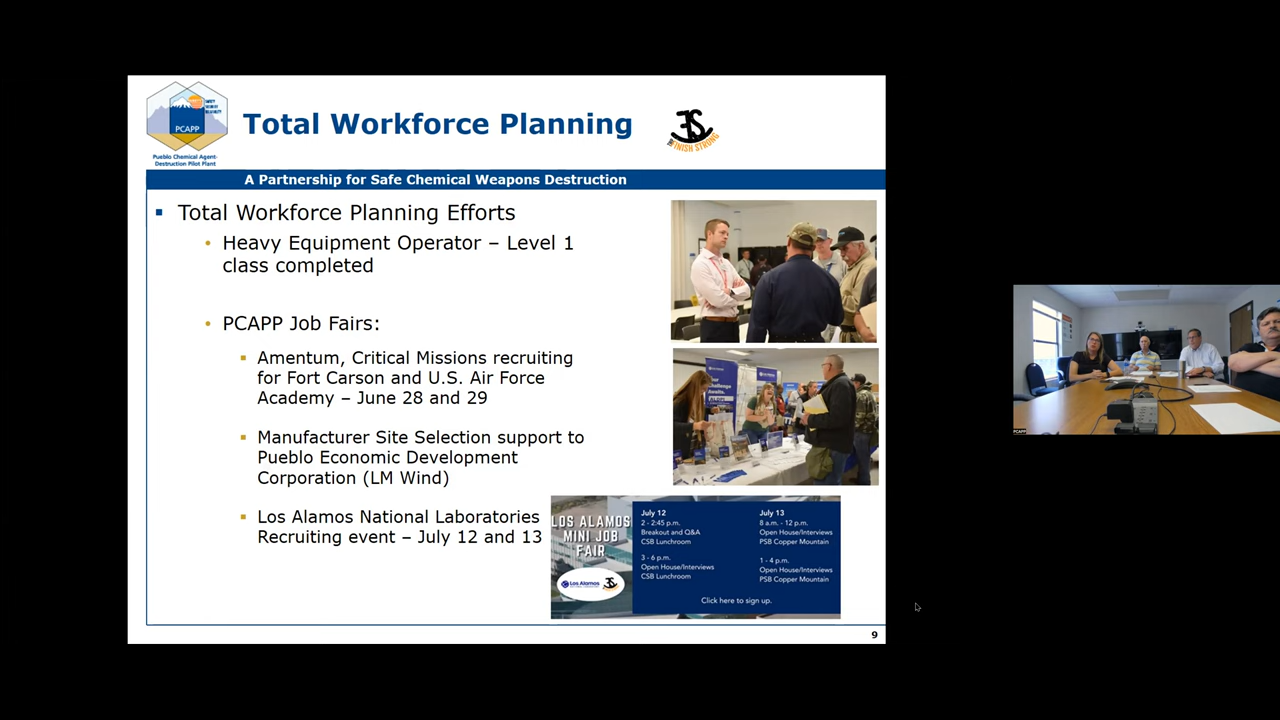 PCAPP
Pueblo Chemical Agent-
Destruction Pilot Plant
Total Workforce Planning
THE FINISH STRONG
A Partnership for Safe Chemical Weapons Destruction
▪ Total Workforce Planning Efforts
• Heavy Equipment Operator – Level 1
class completed
• PCAPP Job Fairs:
▪ Amentum, Critical Missions recruiting
for Fort Carson and U.S. Air Force
Academy – June 28 and 29
▪ Manufacturer Site Selection support to
Pueblo Economic Development
Corporation (LM Wind)
▪ Los Alamos National Laboratories
Recruiting event – July 12 and 13
LOS ALAMOS
MINI JOB
FAIR
Los Alamos
July 12
2 - 2:45 p.m.
Breakout and Q&A
CSB Lunchroom
3 - 6 p.m.
Open House/Interviews
CSB Lunchroom
July 13
8 a.m. - 12 p.m.
Open House/Interviews
PSB Copper Mountain
1 - 4 p.m.
Open House/Interviews
PSB Copper Mountain
Click here to sign up.
9
PCAPP